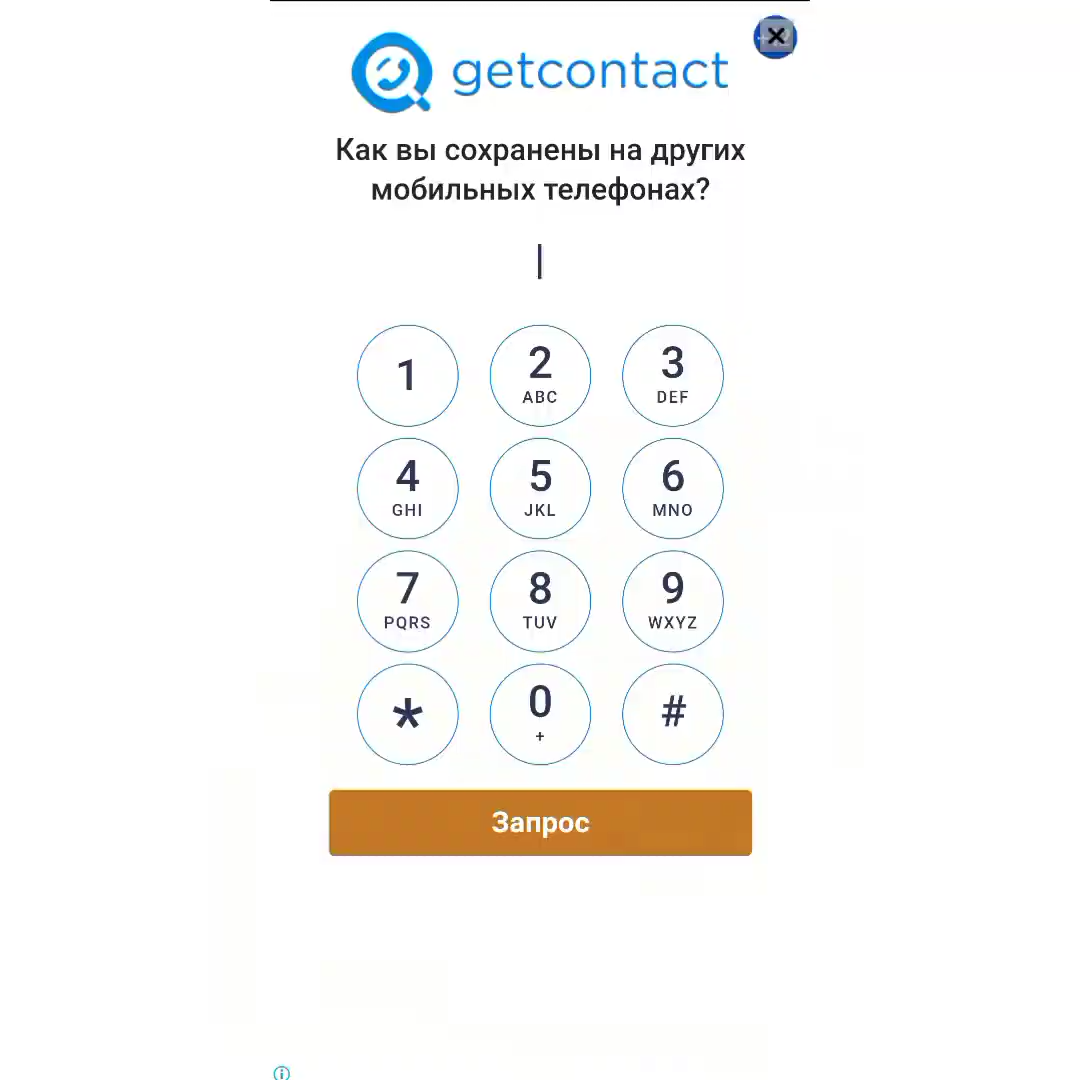 getcontact
Как вы сохранены на других
мобильных телефонах?
1 2 3
ABC DEF
4 5 6
GHI JKL MNO
7 8 9
PQRS TUV WXYZ
* 0 #
+
Запрос